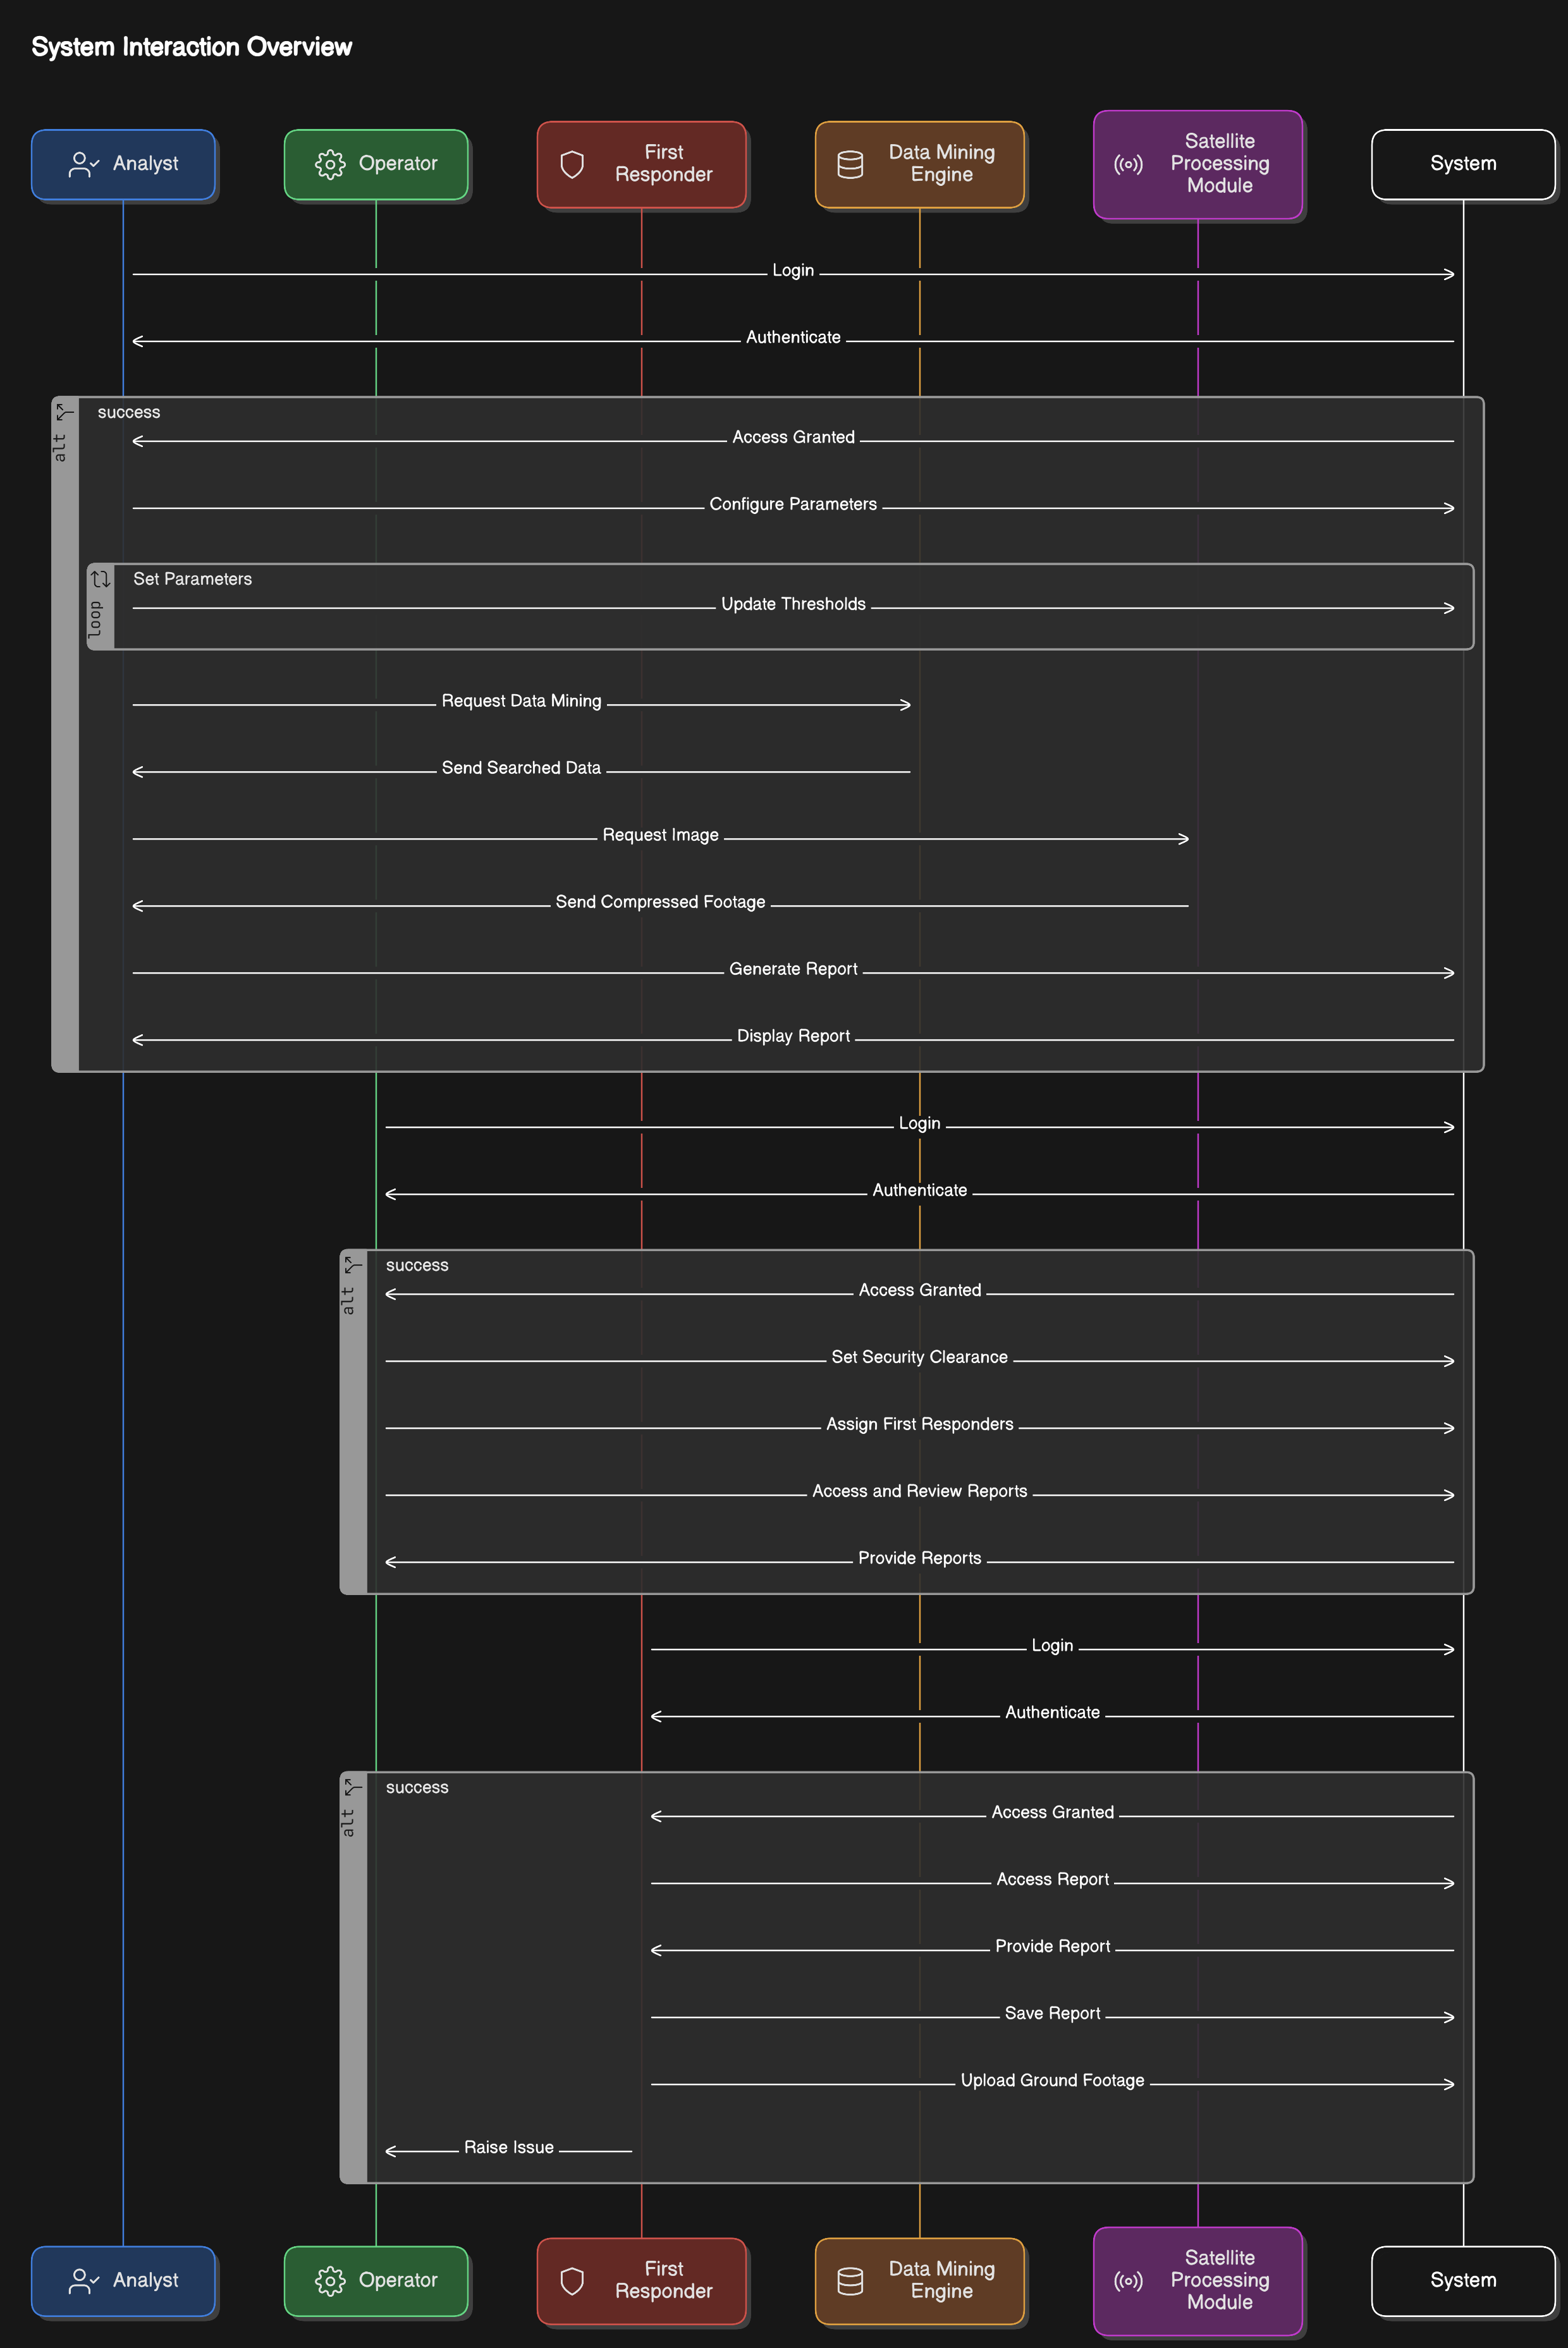 System Interaction Overview
Analyst
Operator
First
Responder
Data Mining
Engine
Satellite
Processing
Module
System
Login
Authenticate
alt
success
Access Granted
Configure Parameters
loop
Set Parameters
Update Thresholds
Request Data Mining
Send Searched Data
Request Image
Send Compressed Footage
Generate Report
Display Report
Login
Authenticate
alt
success
Access Granted
Set Security Clearance
Assign First Responders
Access and Review Reports
Provide Reports
Login
Authenticate
alt
success
Access Granted
Access Report
Provide Report
Save Report
Upload Ground Footage
Raise Issue
Analyst
Operator
First
Responder
Data Mining
Engine
Satellite
Processing
Module
System